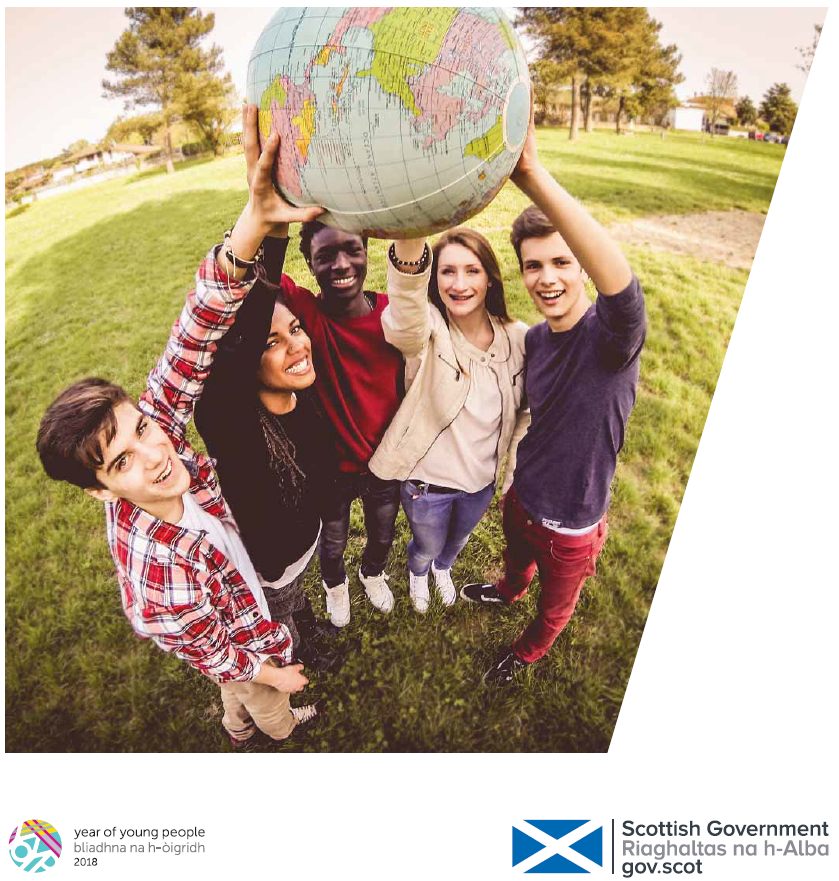 year of young people
bliadhna na h-òigridh
2018
Scottish Government
Riaghaltas na h-Alba
gov.scot